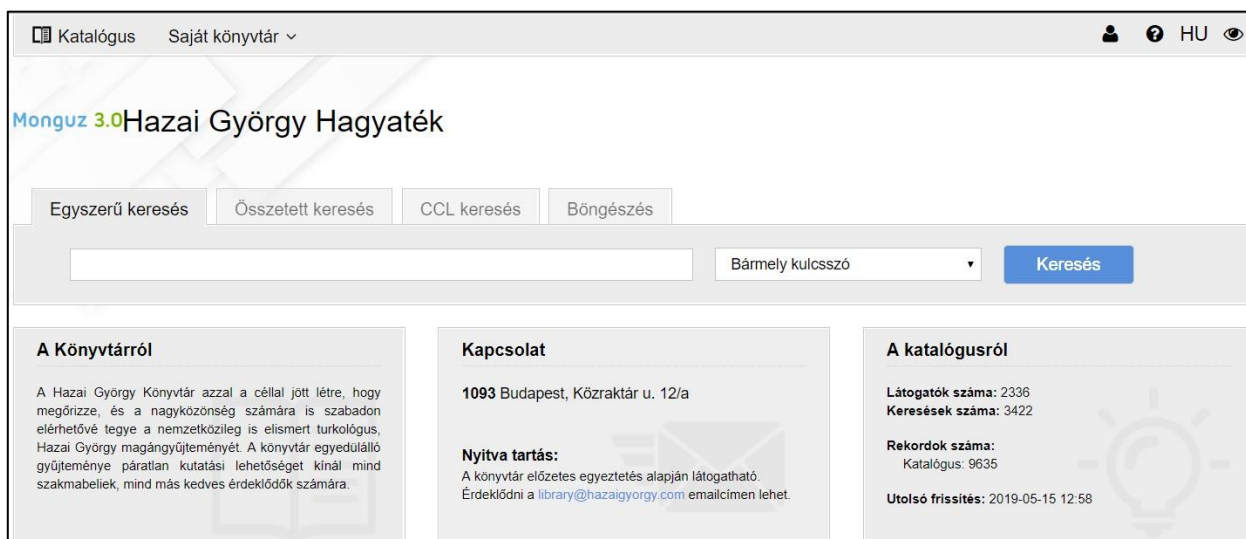 Katalógus Saját könyvtár HU
Monguz 3.0 Hazai György Hagyaték
Egyszerű keresés Összetett keresés CCL keresés Böngészés
Bármely kulcsszó Keresés
A Könyvtárról
A Hazai György Könyvtár azzal a céllal jött létre, hogy
megőrizze, és a nagyközönség számára is szabadon
elérhetővé tegye a nemzetközileg is elismert turkológus,
Hazai György magángyűjteményét. A könyvtár egyedülálló
gyűjteménye páratlan kutatási lehetőséget kínál mind
szakmabeliek, mind más kedves érdeklődők számára.
Kapcsolat
1093 Budapest, Közraktár u. 12/a
Nyitva tartás:
A könyvtár előzetes egyeztetés alapján látogatható.
Érdeklődni a library@hazaigyorgy.com emailcímen lehet.
A katalógusról
Látogatók száma: 2336
Keresések száma: 3422
Rekordok száma:
Katalógus: 9635
Utolsó frissítés: 2019-05-15 12:58